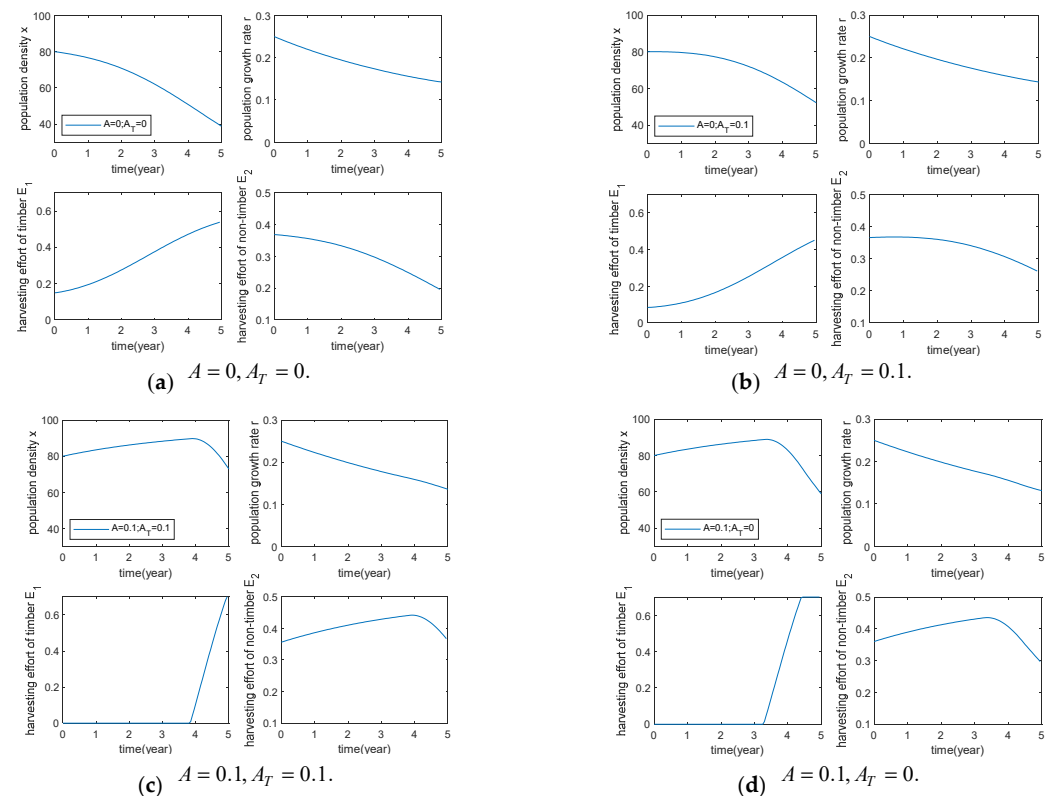 population density x
100
80
60
40
A=0;A_T=0
0 1 2 3 4 5
time(year)
population growth rate r
0.3
0.2
0.1
0
0 1 2 3 4 5
time(year)
harvesting effort of timber E_1
0.6
0.4
0.2
0
0 1 2 3 4 5
time(year)
harvesting effort of non-timber E_2
0.5
0.4
0.3
0.2
0.1
0 1 2 3 4 5
time(year)
(a) A = 0, A_T = 0.
population density x
100
80
60
40
A=0;A_T=0.1
0 1 2 3 4 5
time(year)
population growth rate r
0.3
0.2
0.1
0
0 1 2 3 4 5
time(year)
harvesting effort of timber E_1
0.6
0.4
0.2
0
0 1 2 3 4 5
time(year)
harvesting effort of non-timber E_2
0.5
0.4
0.3
0.2
0.1
0 1 2 3 4 5
time(year)
(b) A = 0, A_T = 0.1.
population density x
100
80
60
40
A=0.1;A_T=0.1
0 1 2 3 4 5
time(year)
population growth rate r
0.3
0.2
0.1
0
0 1 2 3 4 5
time(year)
harvesting effort of timber E_1
0.6
0.4
0.2
0
0 1 2 3 4 5
time(year)
harvesting effort of non-timber E_2
0.5
0.4
0.3
0.2
0.1
0 1 2 3 4 5
time(year)
(c) A = 0.1, A_T = 0.1.
population density x
100
80
60
40
A=0.1;A_T=0
0 1 2 3 4 5
time(year)
population growth rate r
0.3
0.2
0.1
0
0 1 2 3 4 5
time(year)
harvesting effort of timber E_1
0.6
0.4
0.2
0
0 1 2 3 4 5
time(year)
harvesting effort of non-timber E_2
0.5
0.4
0.3
0.2
0.1
0 1 2 3 4 5
time(year)
(d) A = 0.1, A_T = 0.